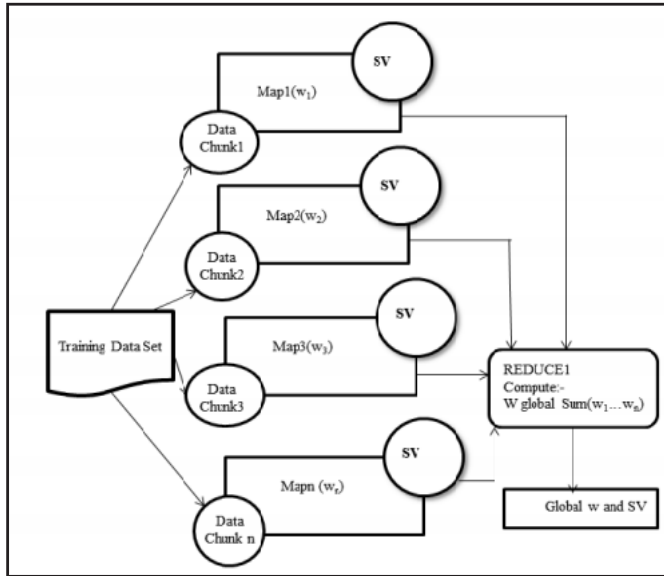 SV
Map1(w₁)
Data
Chunk1
SV
Map2(w₂)
Data
Chunk2
Training Data Set
SV
Map3(w₃)
Data
Chunk3
REDUCE1
Compute:-
W global Sum(w₁...wₙ)
SV
Mapn (wᵣ)
Data
Chunk n
Global w and SV